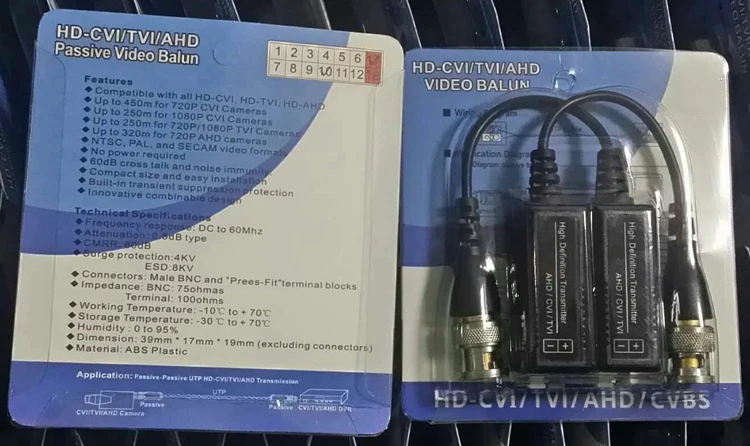 HD-CVI/TVI/AHD
Passive Video Balun
1 2 3 4 5 6
7 8 9 10 11 12 18
Features
◆ Compatible with all HD-CVI, HD-TVI, HD-AHD
◆ Up to 450m for 720P CVI Cameras
◆ Up to 250m for 1080P CVI Cameras
◆ Up to 250m for 720P/1080P TVI Cameras
◆ Up to 320m for 720P AHD cameras
◆ NTSC, PAL, and SECAM video formats
◆ No power required
◆ 60dB cross talk and noise immunity
◆ Compact size and easy installation
◆ Built-in transient suppression protection
◆ Innovative combinable design
Technical Specifications
◆ Frequency response: DC to 60Mhz
◆ Attenuation: 0.5dB type
◆ CMRR: 60dB
◆ Surge protection:4KV
ESD:8KV
◆ Connectors: Male BNC and "Prees-Fit"terminal blocks
◆ Impedance: BNC: 75ohmas
Terminal: 100ohms
◆ Working Temperature: -10℃ to + 70℃
◆ Storage Temperature: -30℃ to + 70℃
◆ Humidity : 0 to 95%
◆ Dimension: 39mm * 17mm * 19mm (excluding connectors)
◆ Material: ABS Plastic
Application: Passive-Passive UTP HD-CVI/TVI/AHD Transmission
UTP
CVI/TVI/AHD Camera
Passive
Passive
CVI/TVI/AHD DVR
HD-CVI/TVI/AHD
VIDEO BALUN
High Definition Transmitter
AHD / CVI / TVI
− +
High Definition Transmitter
AHD / CVI / TVI
− +
HD-CVI/TVI/AHD/CVBS